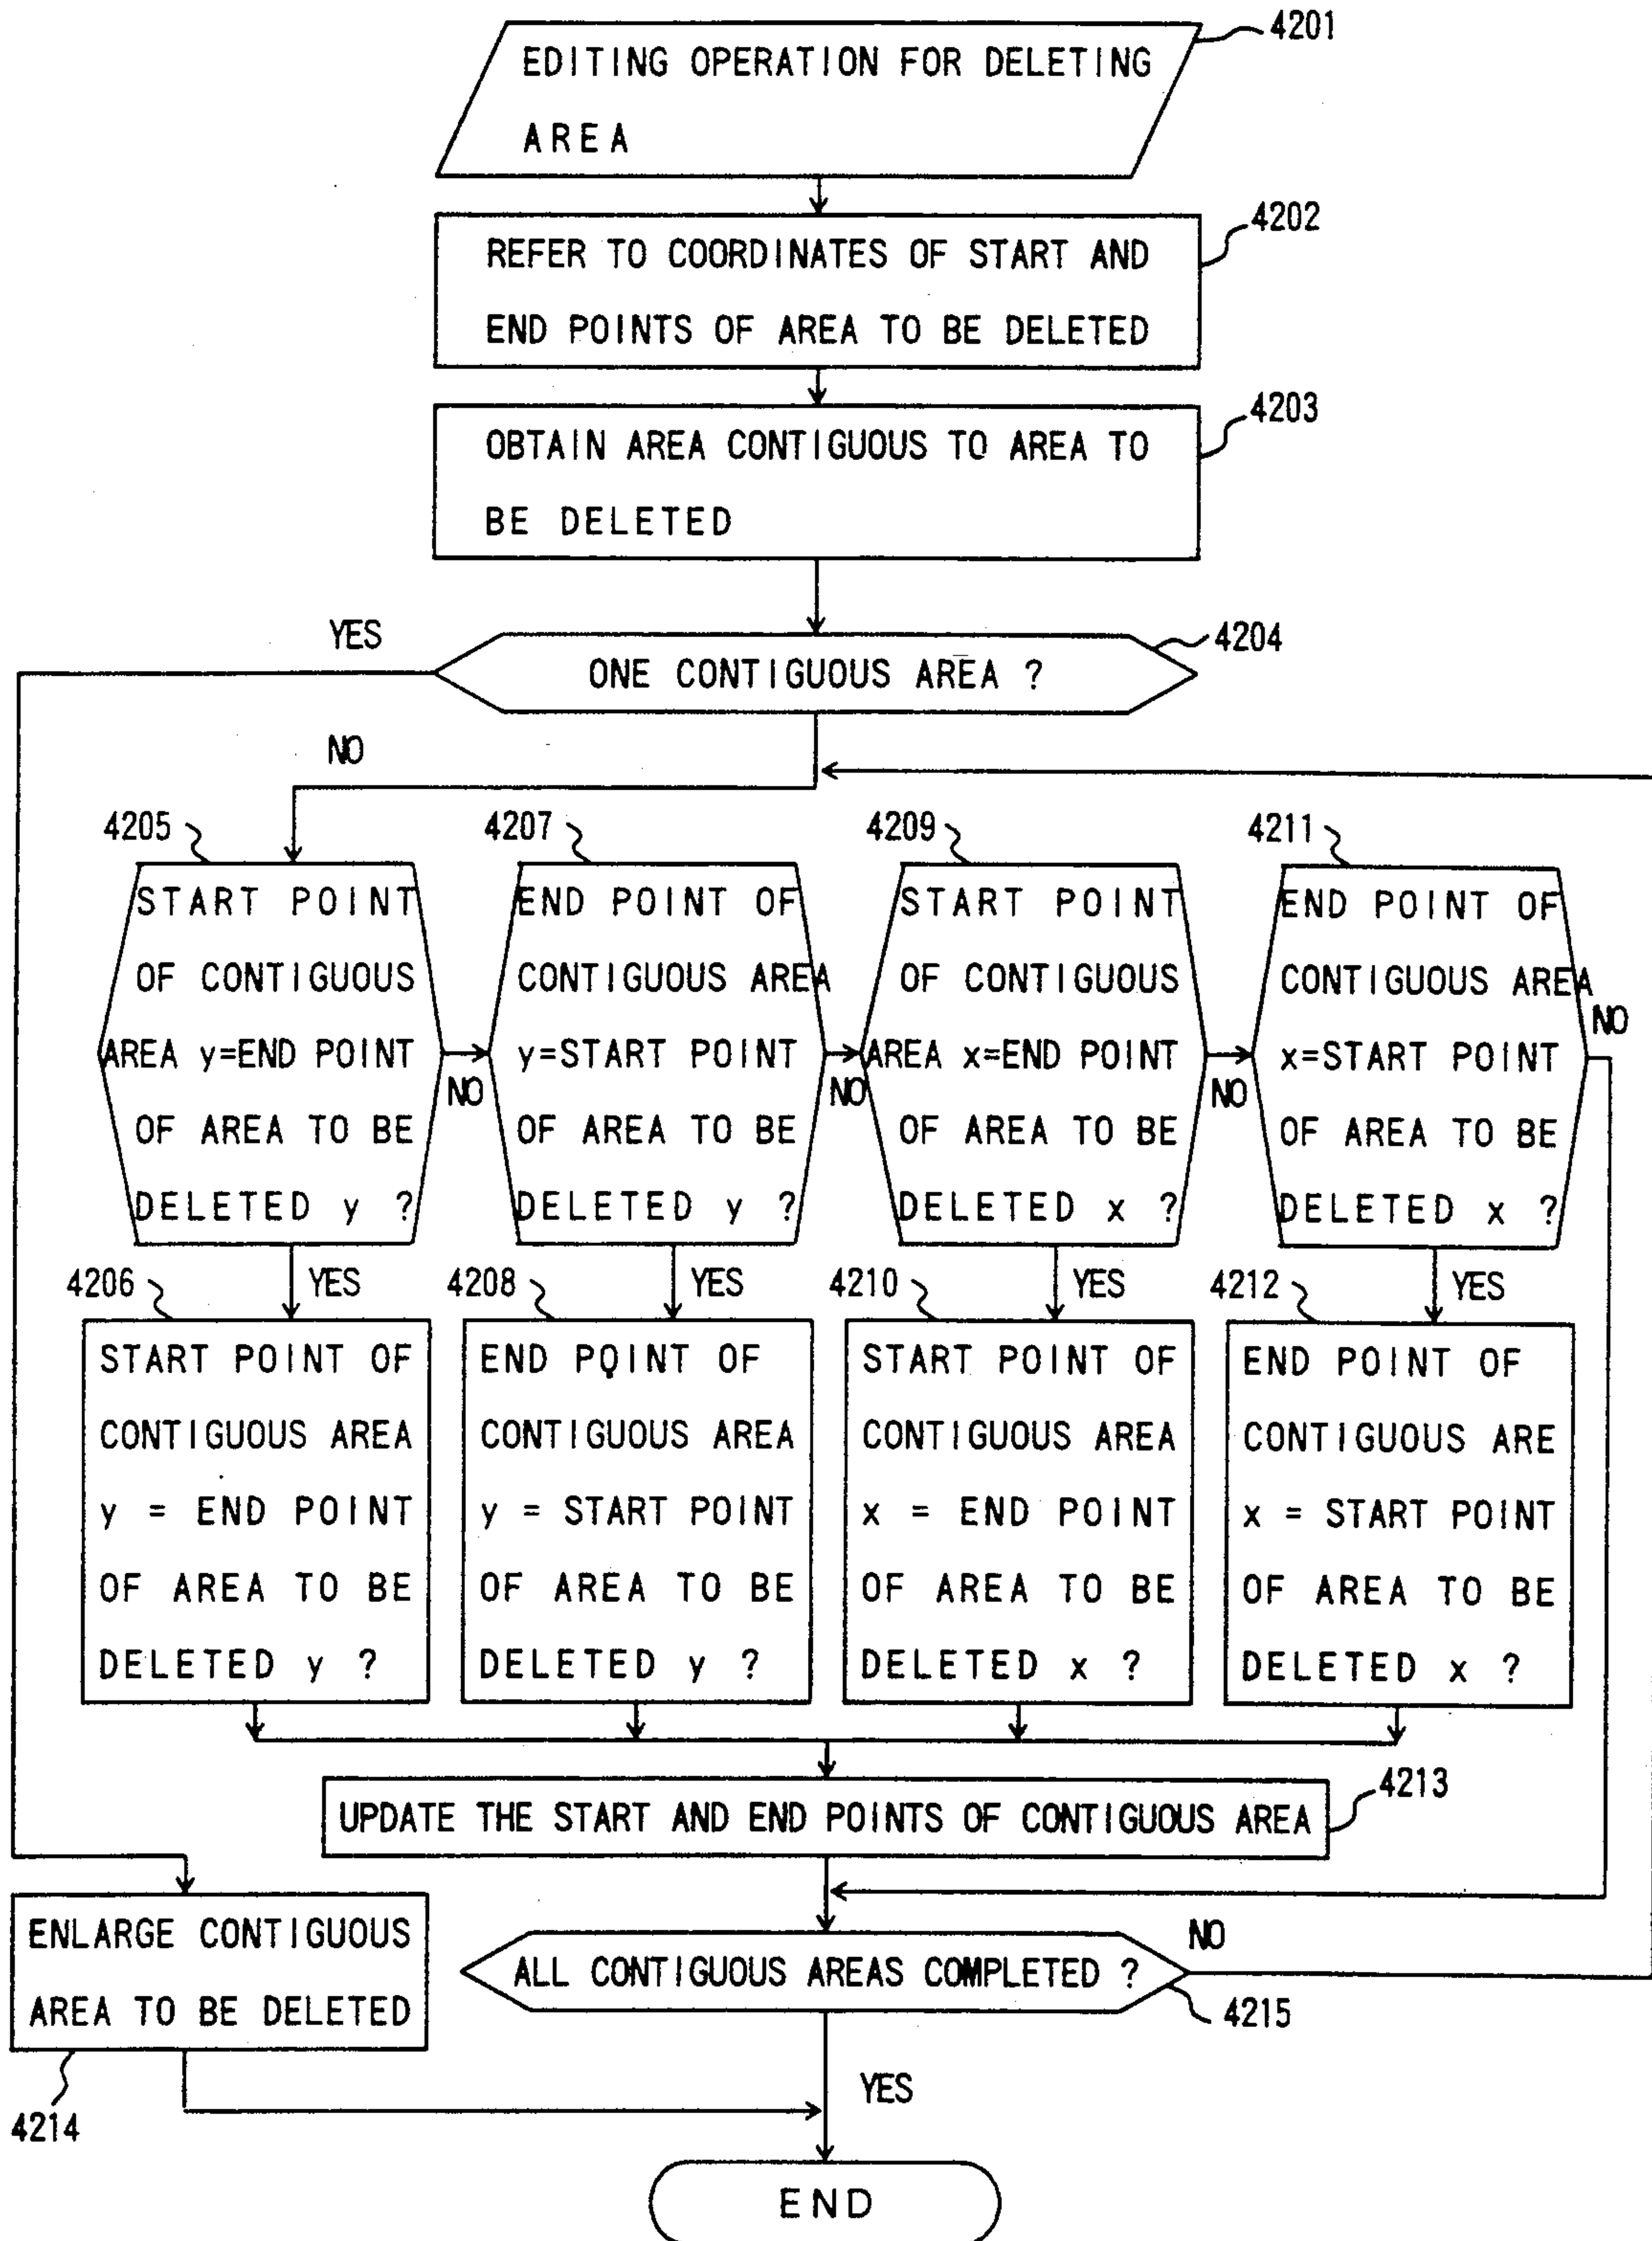 4201
EDITING OPERATION FOR DELETING
AREA
4202
REFER TO COORDINATES OF START AND
END POINTS OF AREA TO BE DELETED
4203
OBTAIN AREA CONTIGUOUS TO AREA TO
BE DELETED
YES
4204
ONE CONTIGUOUS AREA ?
NO
4205
START POINT
OF CONTIGUOUS
AREA y=END POINT
OF AREA TO BE
DELETED y ?
NO
4207
END POINT OF
CONTIGUOUS AREA
y=START POINT
OF AREA TO BE
DELETED y ?
NO
4209
START POINT
OF CONTIGUOUS
AREA x=END POINT
OF AREA TO BE
DELETED x ?
NO
4211
END POINT OF
CONTIGUOUS AREA
x=START POINT
OF AREA TO BE
DELETED x ?
NO
4206
YES
START POINT OF
CONTIGUOUS AREA
y = END POINT
OF AREA TO BE
DELETED y ?
4208
YES
END POINT OF
CONTIGUOUS AREA
y = START POINT
OF AREA TO BE
DELETED y ?
4210
YES
START POINT OF
CONTIGUOUS AREA
x = END POINT
OF AREA TO BE
DELETED x ?
4212
YES
END POINT OF
CONTIGUOUS ARE
x = START POINT
OF AREA TO BE
DELETED x ?
4213
UPDATE THE START AND END POINTS OF CONTIGUOUS AREA
ENLARGE CONTIGUOUS
AREA TO BE DELETED
4214
NO
ALL CONTIGUOUS AREAS COMPLETED ?
4215
YES
END